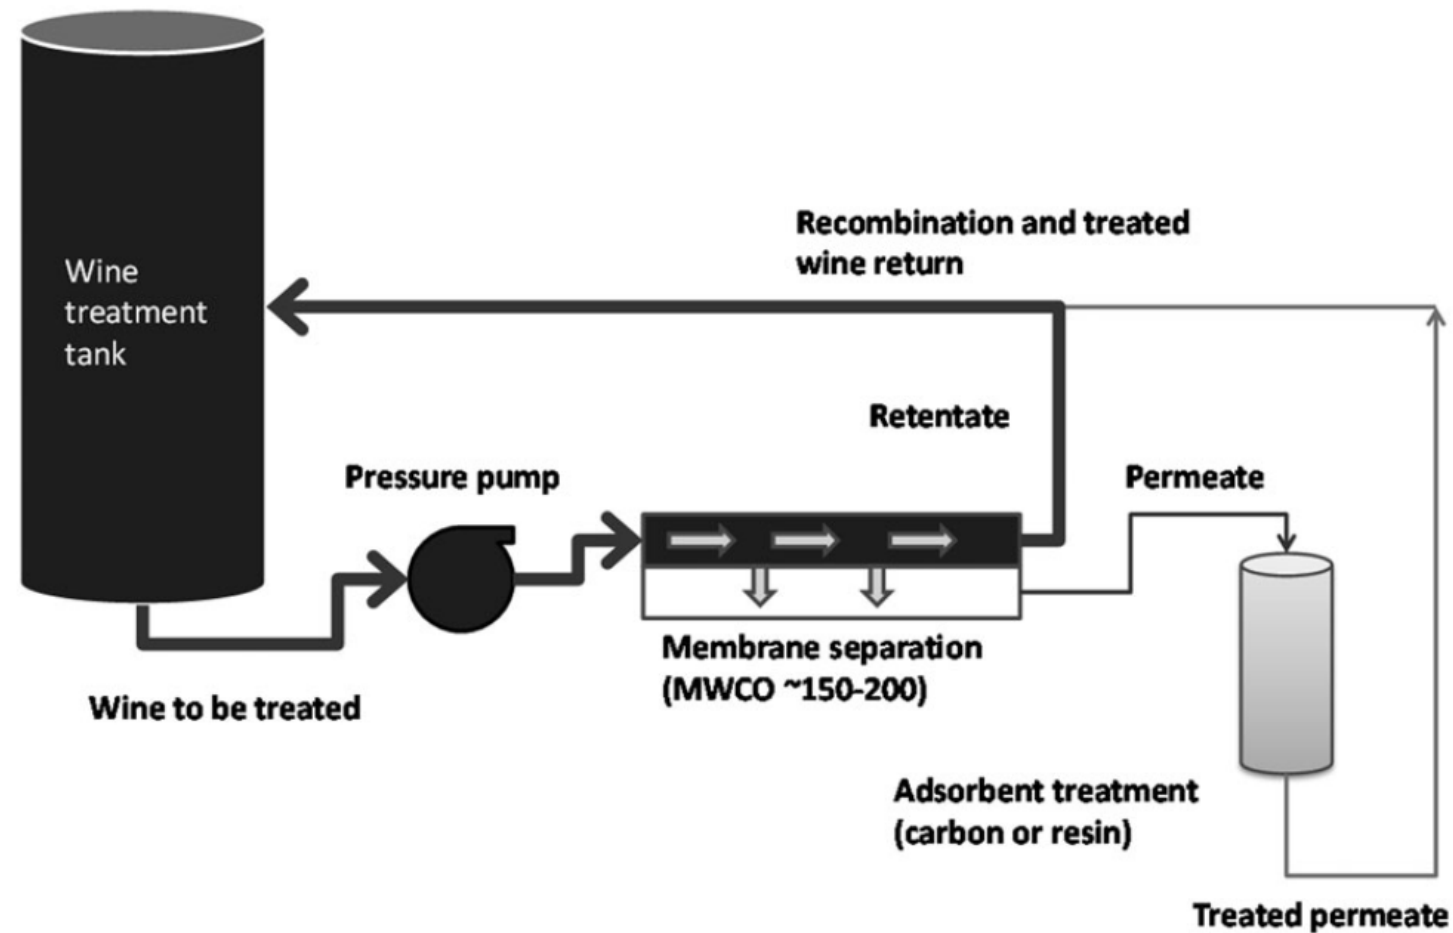 Wine
treatment
tank
Recombination and treated
wine return
Retentate
Pressure pump
Permeate
Membrane separation
(MWCO ~150-200)
Wine to be treated
Adsorbent treatment
(carbon or resin)
Treated permeate